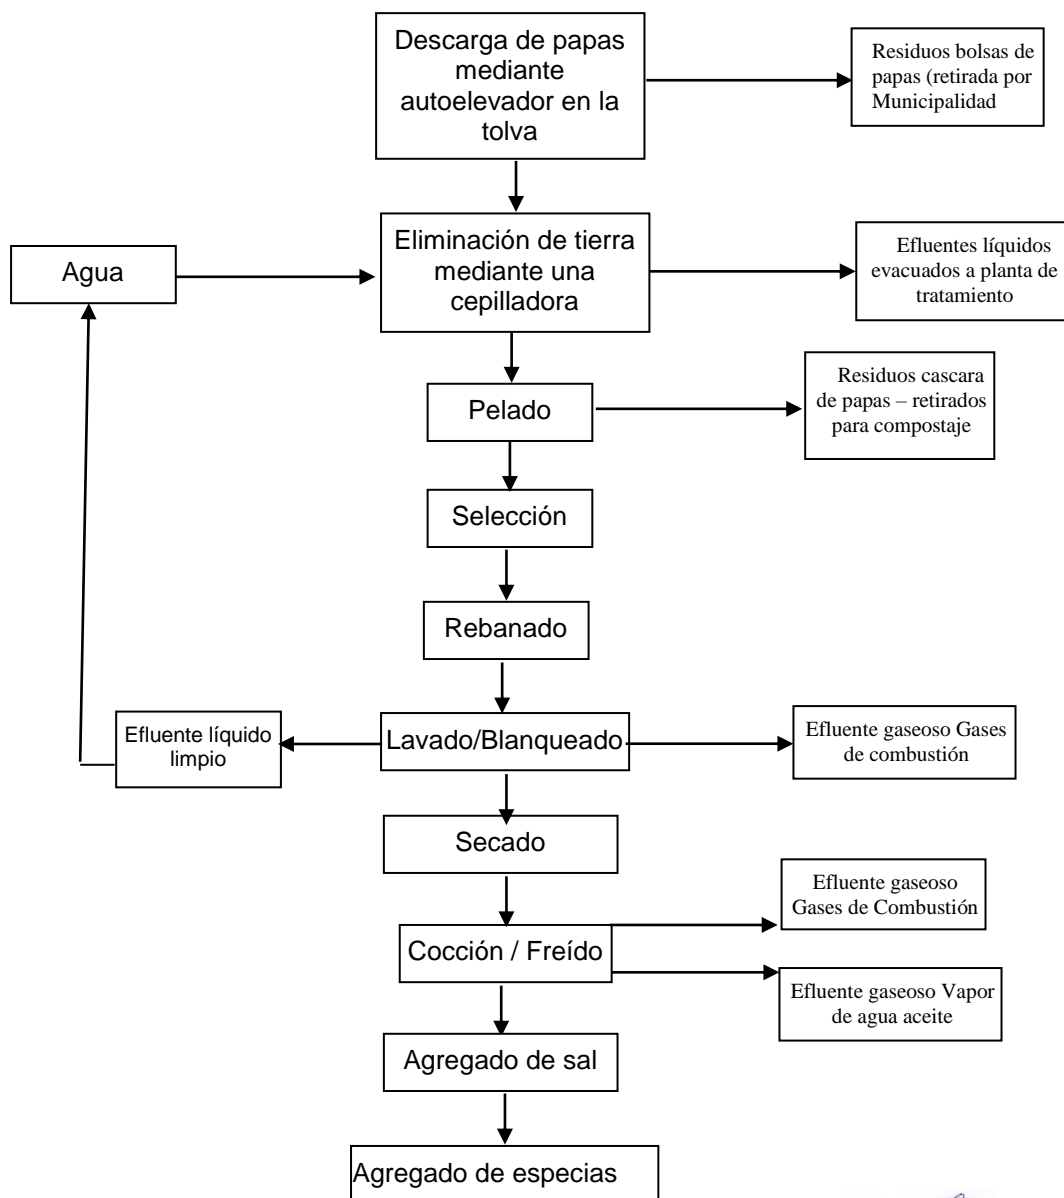 Descarga de papas
mediante
autoelevador en la
tolva
Residuos bolsas de
papas (retirada por
Municipalidad
Agua
Eliminación de tierra
mediante una
cepilladora
Efluentes líquidos
evacuados a planta de
tratamiento
Pelado
Residuos cascara
de papas – retirados
para compostaje
Selección
Rebanado
Efluente líquido
limpio
Lavado/Blanqueado
Efluente gaseoso Gases
de combustión
Secado
Efluente gaseoso
Gases de Combustión
Cocción / Freído
Efluente gaseoso Vapor
de agua aceite
Agregado de sal
Agregado de especias